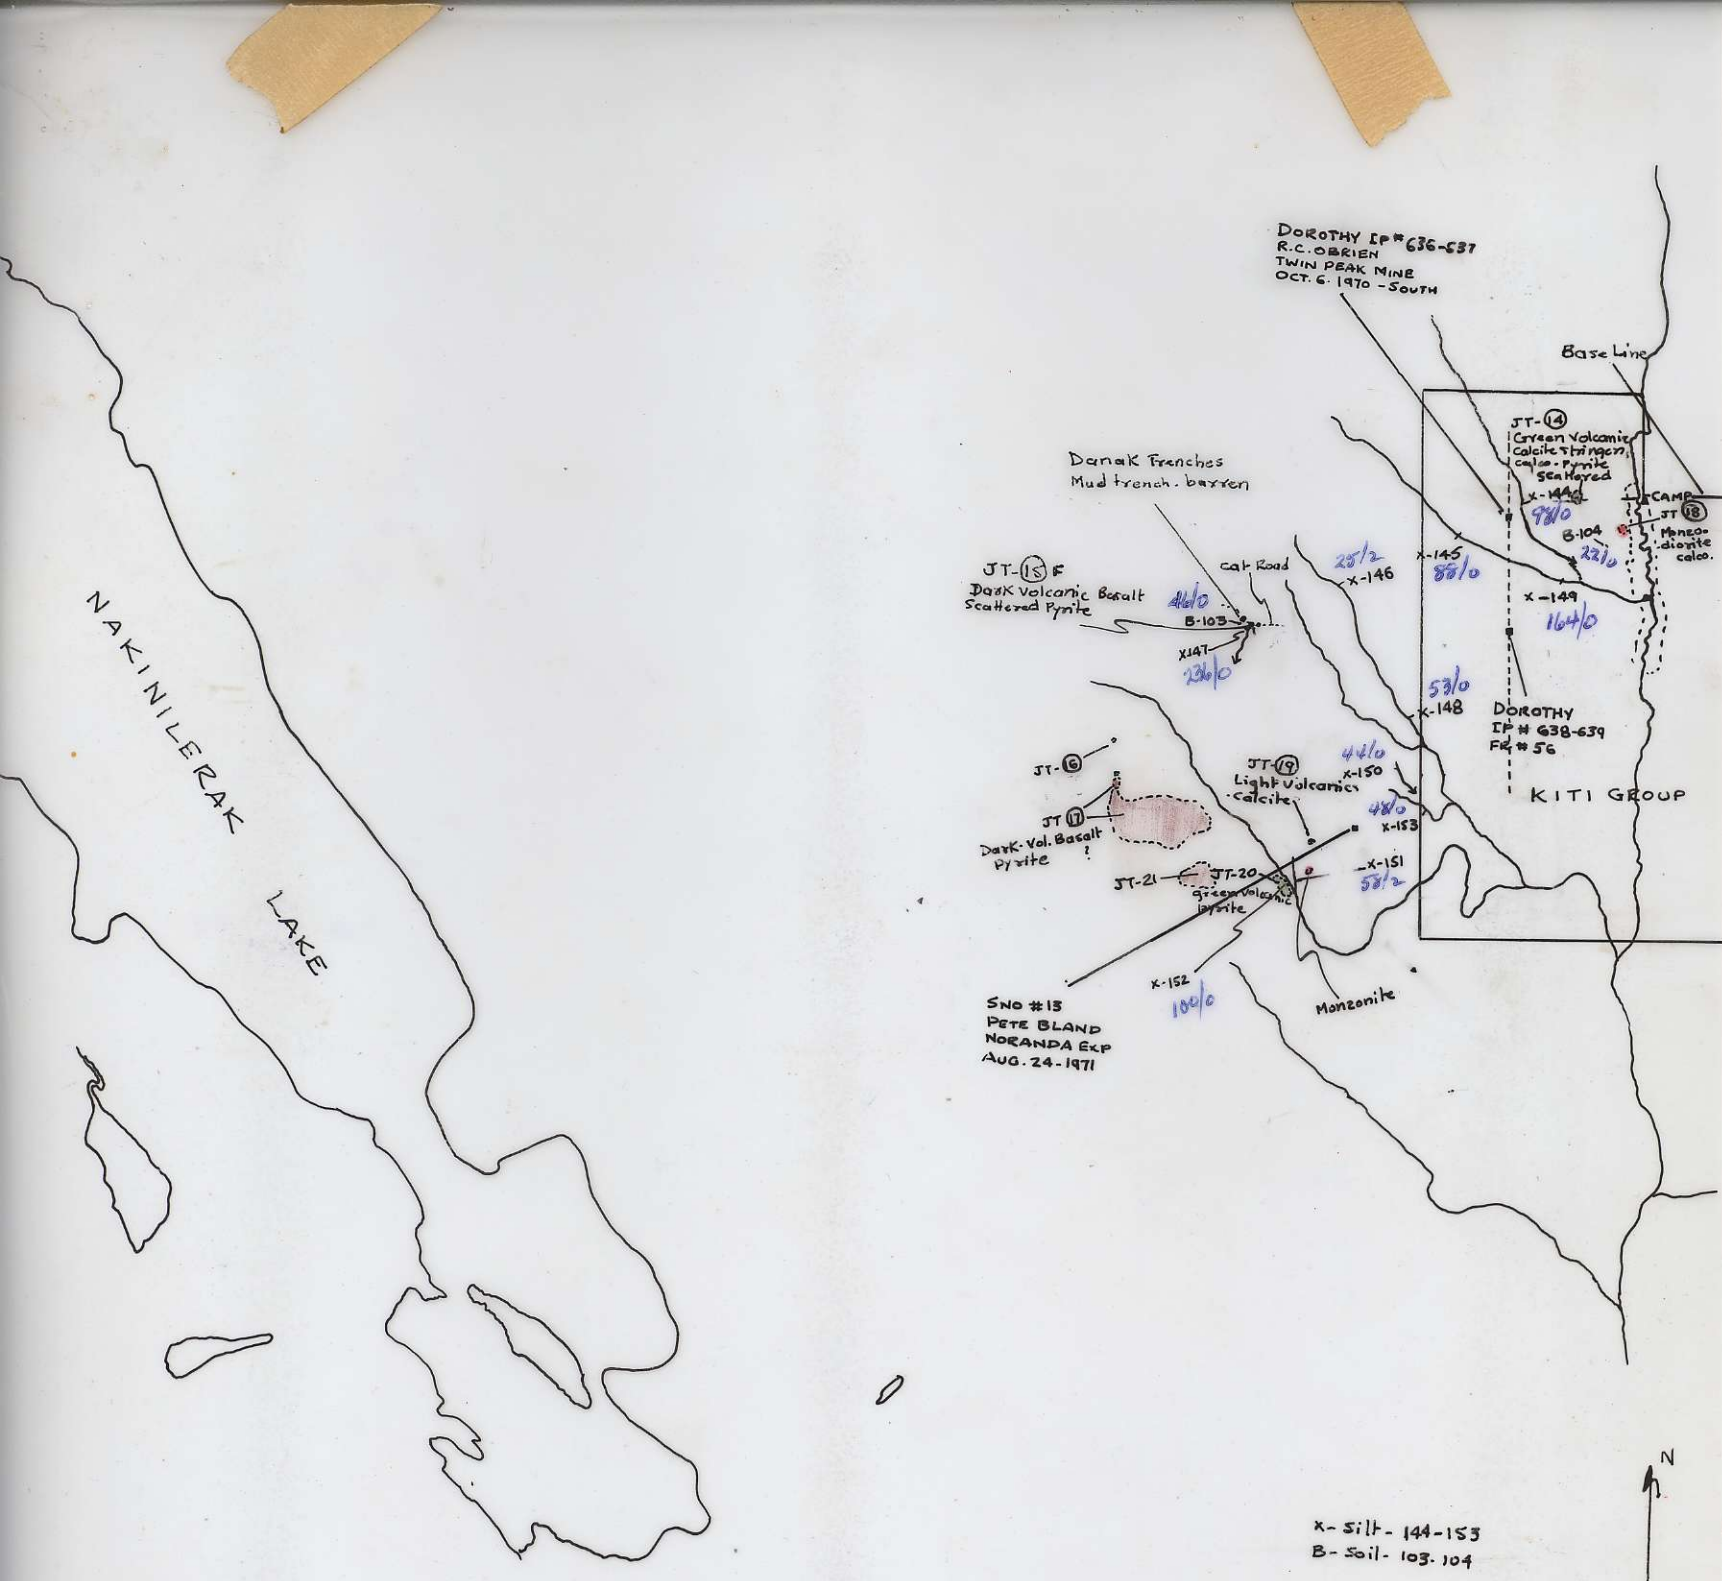 DOROTHY IP # 636-637
R.C. OBRIEN
TWIN PEAK MINE
OCT. 6. 1970 - SOUTH
Base Line
JT-14
Green Volcanic
Calcite Stringers
calco-Pyrite
Scattered
X-144
98/0
CAMP
JT 18
Monzo
-diorite
calco.
B-104
22/0
Danak Trenches
Mud trench. barren
X-145
88/0
25/2
X-146
cat Road
JT-15 F
Dark Volcanic Basalt
Scattered Pyrite
46/0
B-103
X147
236/0
X-149
164/0
53/0
X-148
DOROTHY
IP # 638-639
FR # 56
KITI GROUP
NAKINILERAK LAKE
JT-16
JT 17
Dark-Vol. Basalt
Pyrite ?
JT-19
Light Volcanics
Calcite
44/0
X-150
48/0
X-153
X-151
58/2
JT-21
JT-20
green volcanic
pyrite
X-152
100/0
Monzonite
SNO #13
PETE BLAND
NORANDA EXP
AUG. 24-1971
N
X- Silt- 144-153
B- Soil- 103-104